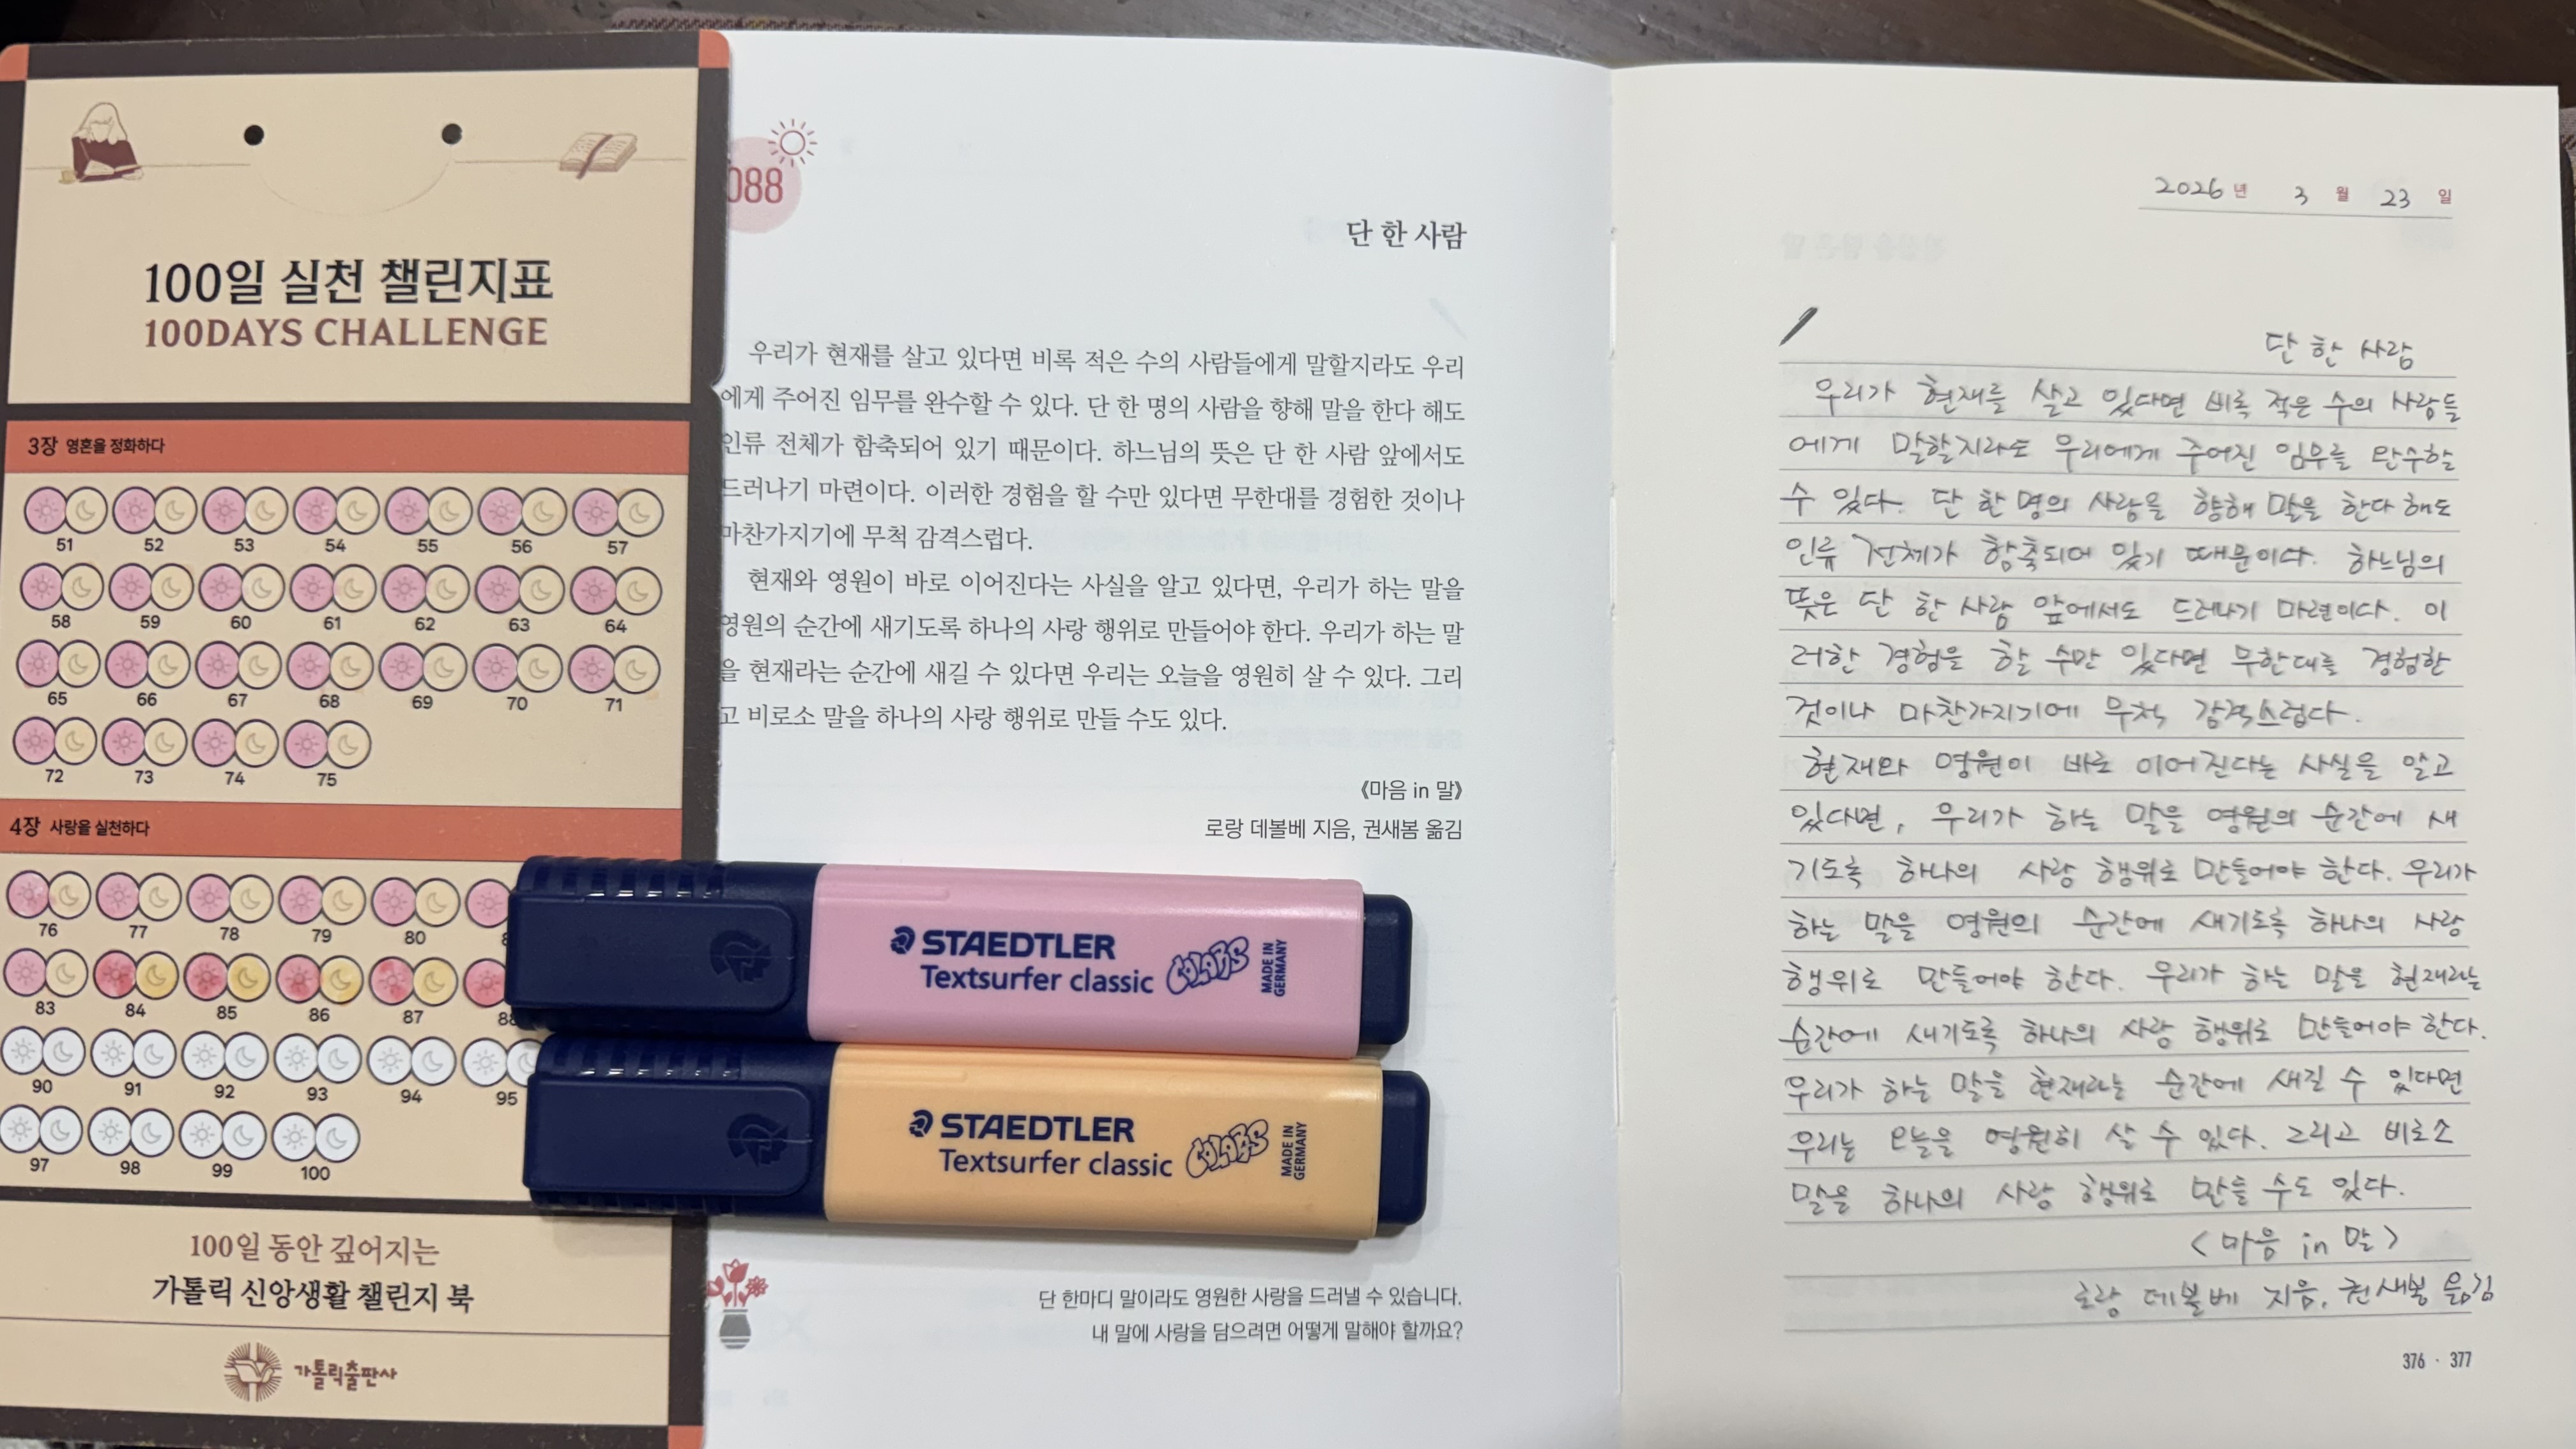 100일 실천 챌린지표
100DAYS CHALLENGE
3장 영혼을 정화하다
51 52 53 54 55 56 57
58 59 60 61 62 63 64
65 66 67 68 69 70 71
72 73 74 75
4장 사랑을 실천하다
76 77 78 79 80
83 84 85 86 87 88
90 91 92 93 94 95
97 98 99 100
100일 동안 깊어지는
가톨릭 신앙생활 챌린지 북
가톨릭출판사
088
단 한 사람
우리가 현재를 살고 있다면 비록 적은 수의 사람들에게 말할지라도 우리
에게 주어진 임무를 완수할 수 있다. 단 한 명의 사람을 향해 말을 한다 해도
인류 전체가 함축되어 있기 때문이다. 하느님의 뜻은 단 한 사람 앞에서도
드러나기 마련이다. 이러한 경험을 할 수만 있다면 무한대를 경험한 것이나
마찬가지기에 무척 감격스럽다.
현재와 영원이 바로 이어진다는 사실을 알고 있다면, 우리가 하는 말을
영원의 순간에 새기도록 하나의 사랑 행위로 만들어야 한다. 우리가 하는 말
을 현재라는 순간에 새길 수 있다면 우리는 오늘을 영원히 살 수 있다. 그리
고 비로소 말을 하나의 사랑 행위로 만들 수도 있다.
《마음 in 말》
로랑 데볼베 지음, 권새봄 옮김
STAEDTLER
Textsurfer classic COLORS MADE IN GERMANY
STAEDTLER
Textsurfer classic COLORS MADE IN GERMANY
단 한마디 말이라도 영원한 사랑을 드러낼 수 있습니다.
내 말에 사랑을 담으려면 어떻게 말해야 할까요?
2026년 3월 23일
단 한 사람
우리가 현재를 살고 있다면 비록 적은 수의 사람들
에게 말할지라도 우리에게 주어진 임무를 완수할
수 있다. 단 한 명의 사람을 향해 말을 한다 해도
인류 전체가 함축되어 있기 때문이다. 하느님의
뜻은 단 한 사람 앞에서도 드러나기 마련이다. 이
러한 경험을 할 수만 있다면 무한대를 경험한
것이나 마찬가지기에 무척 감격스럽다.
현재와 영원이 바로 이어진다는 사실을 알고
있다면, 우리가 하는 말을 영원의 순간에 새
기도록 하나의 사랑 행위로 만들어야 한다. 우리가
하는 말을 영원의 순간에 새기도록 하나의 사랑
행위로 만들어야 한다. 우리가 하는 말을 현재라는
순간에 새기도록 하나의 사랑 행위로 만들어야 한다.
우리가 하는 말을 현재라는 순간에 새길 수 있다면
우리는 오늘을 영원히 살 수 있다. 그리고 비로소
말을 하나의 사랑 행위로 만들 수도 있다.
<마음 in 말>
로랑 데볼베 지음, 권새봄 옮김
376 · 377